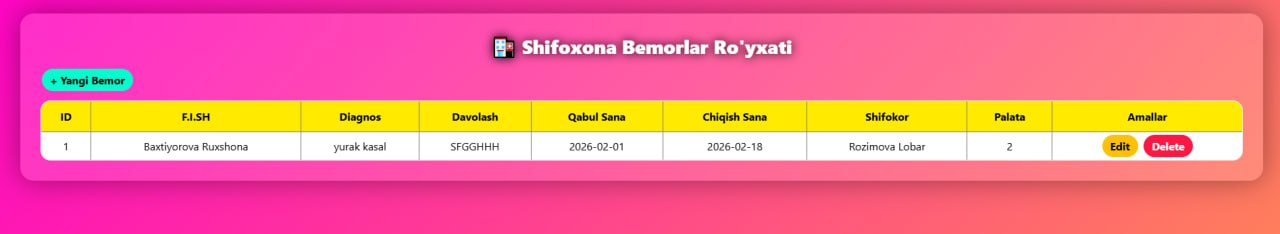 Shifoxona Bemorlar Ro'yxati
+ Yangi Bemor
ID F.I.SH Diagnos Davolash Qabul Sana Chiqish Sana Shifokor Palata Amallar
1 Baxtiyorova Ruxshona yurak kasal SFGGHHH 2026-02-01 2026-02-18 Rozimova Lobar 2 Edit Delete